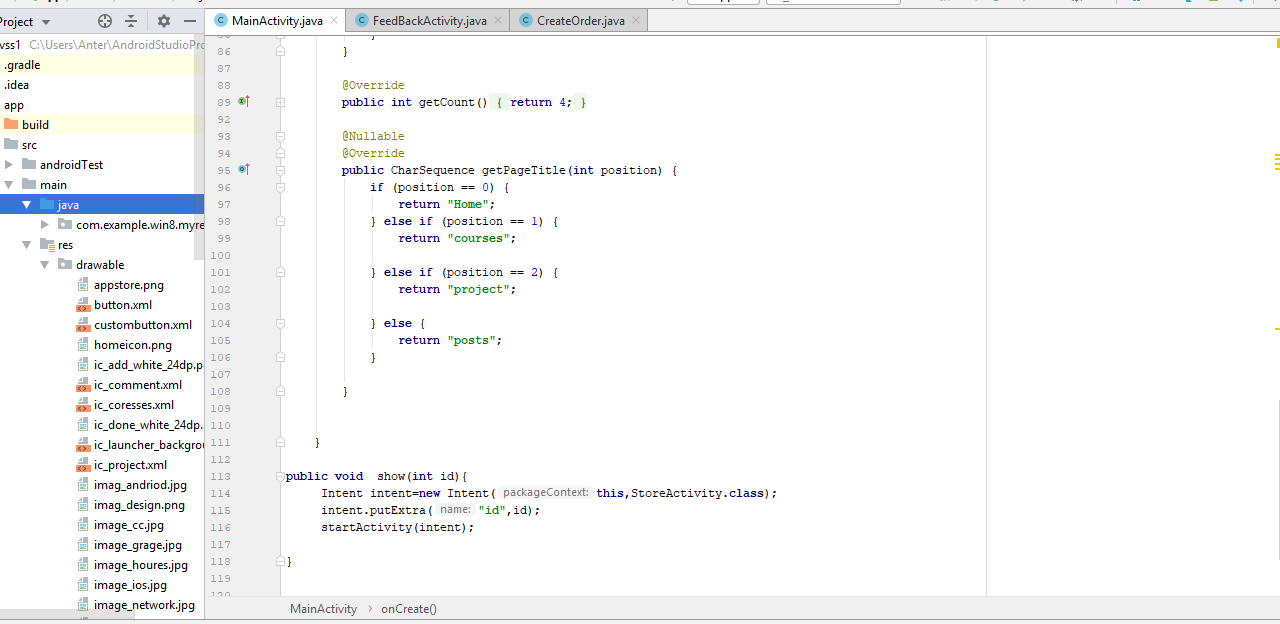 Project
MainActivity.java
FeedBackActivity.java
CreateOrder.java
vss1 C:\Users\Anter\AndroidStudioPro
.gradle
.idea
app
build
src
androidTest
main
java
com.example.win8.myre
res
drawable
appstore.png
button.xml
custombutton.xml
homeicon.png
ic_add_white_24dp.p
ic_comment.xml
ic_coresses.xml
ic_done_white_24dp.
ic_launcher_backgrou
ic_project.xml
imag_andriod.jpg
imag_design.png
image_cc.jpg
image_grage.jpg
image_houres.jpg
image_ios.jpg
image_network.jpg
86 }
87
88 @Override
89 public int getCount() { return 4; }
92
93 @Nullable
94 @Override
95 public CharSequence getPageTitle(int position) {
96 if (position == 0) {
97 return "Home";
98 } else if (position == 1) {
99 return "courses";
100
101 } else if (position == 2) {
102 return "project";
103
104 } else {
105 return "posts";
106 }
107
108 }
109
110
111 }
112
113 public void  show(int id){
114 Intent intent=new Intent( packageContext: this,StoreActivity.class);
115 intent.putExtra( name: "id",id);
116 startActivity(intent);
117
118 }
119
MainActivity > onCreate()